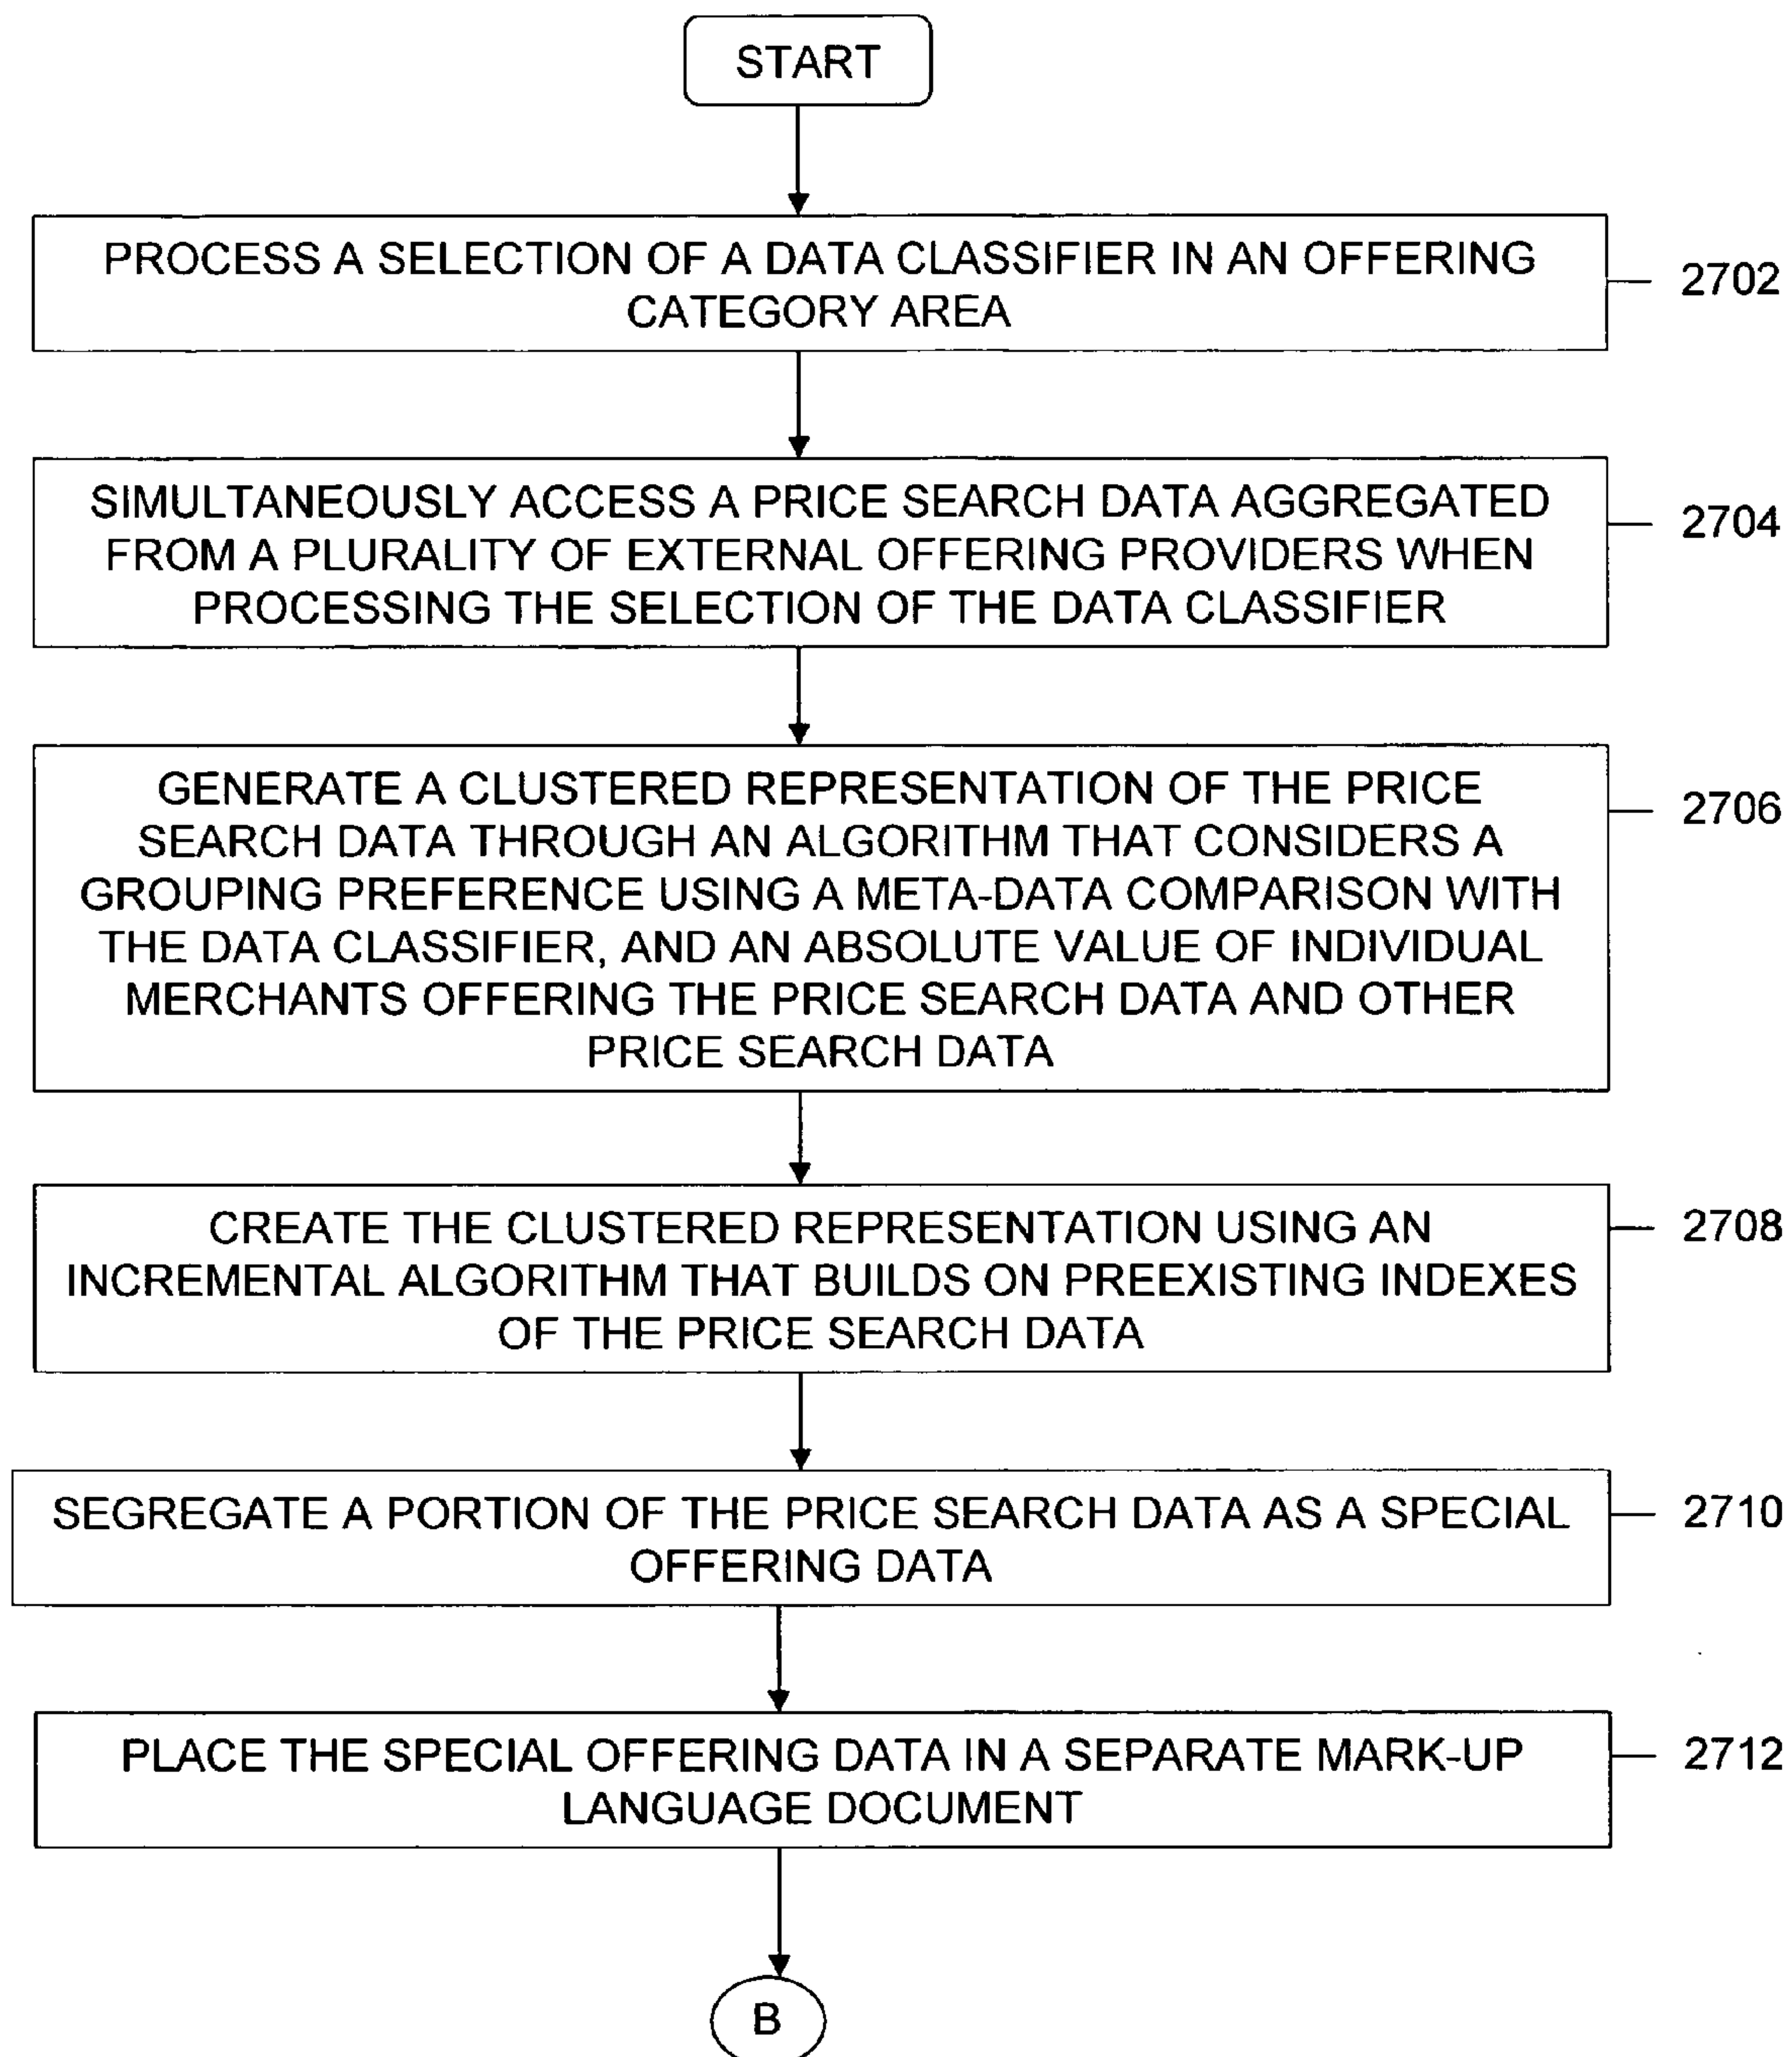 START
PROCESS A SELECTION OF A DATA CLASSIFIER IN AN OFFERING
CATEGORY AREA
2702
SIMULTANEOUSLY ACCESS A PRICE SEARCH DATA AGGREGATED
FROM A PLURALITY OF EXTERNAL OFFERING PROVIDERS WHEN
PROCESSING THE SELECTION OF THE DATA CLASSIFIER
2704
GENERATE A CLUSTERED REPRESENTATION OF THE PRICE
SEARCH DATA THROUGH AN ALGORITHM THAT CONSIDERS A
GROUPING PREFERENCE USING A META-DATA COMPARISON WITH
THE DATA CLASSIFIER, AND AN ABSOLUTE VALUE OF INDIVIDUAL
MERCHANTS OFFERING THE PRICE SEARCH DATA AND OTHER
PRICE SEARCH DATA
2706
CREATE THE CLUSTERED REPRESENTATION USING AN
INCREMENTAL ALGORITHM THAT BUILDS ON PREEXISTING INDEXES
OF THE PRICE SEARCH DATA
2708
SEGREGATE A PORTION OF THE PRICE SEARCH DATA AS A SPECIAL
OFFERING DATA
2710
PLACE THE SPECIAL OFFERING DATA IN A SEPARATE MARK-UP
LANGUAGE DOCUMENT
2712
B